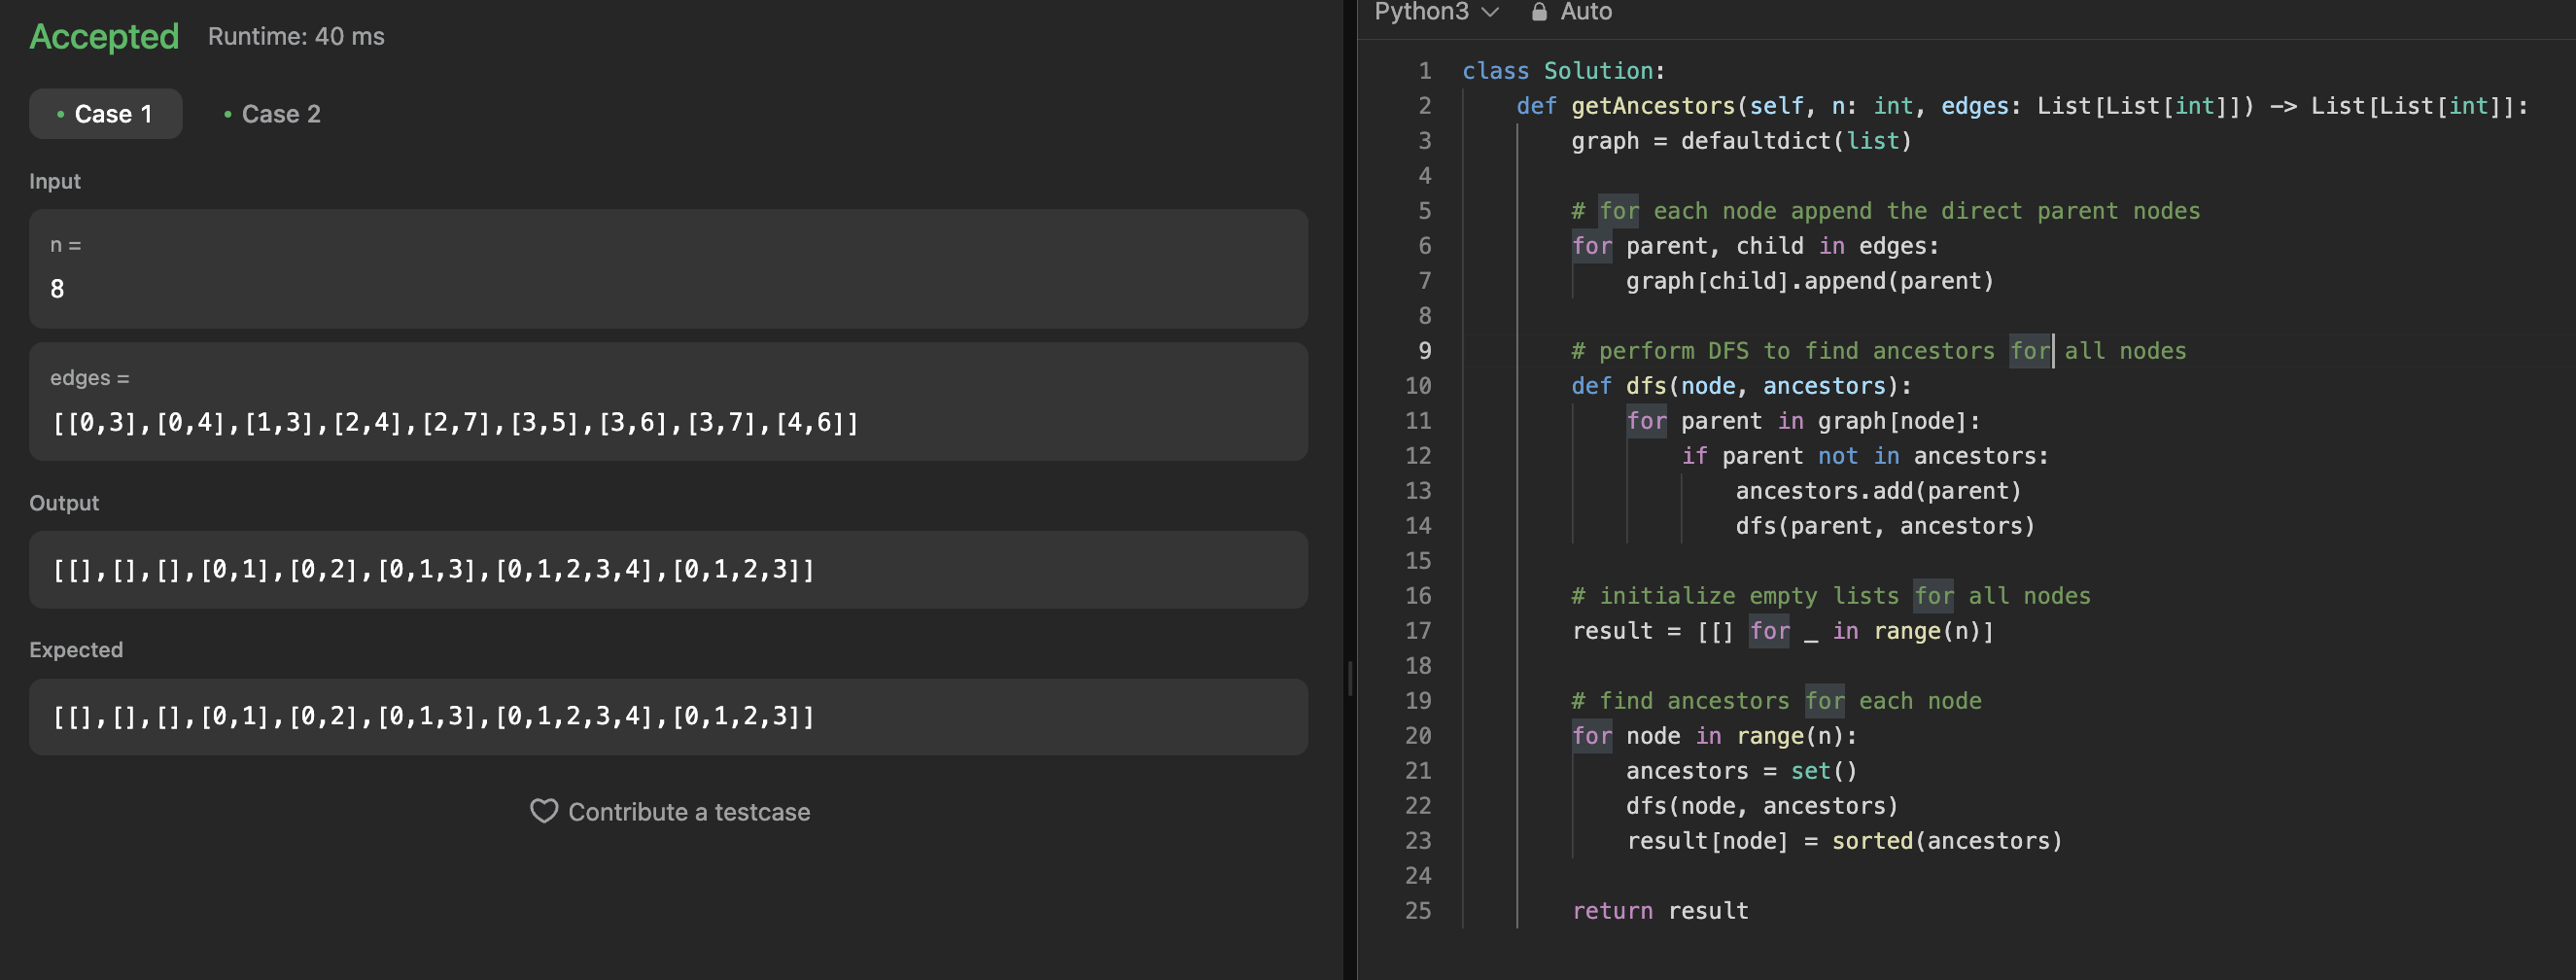 Accepted Runtime: 40 ms
• Case 1 • Case 2
Input
n =
8
edges =
[[0,3],[0,4],[1,3],[2,4],[2,7],[3,5],[3,6],[3,7],[4,6]]
Output
[[],[],[],[0,1],[0,2],[0,1,3],[0,1,2,3,4],[0,1,2,3]]
Expected
[[],[],[],[0,1],[0,2],[0,1,3],[0,1,2,3,4],[0,1,2,3]]
Contribute a testcase
Python3 Auto
1 class Solution:
2     def getAncestors(self, n: int, edges: List[List[int]]) -> List[List[int]]:
3         graph = defaultdict(list)
4
5         # for each node append the direct parent nodes
6         for parent, child in edges:
7             graph[child].append(parent)
8
9         # perform DFS to find ancestors for all nodes
10         def dfs(node, ancestors):
11             for parent in graph[node]:
12                 if parent not in ancestors:
13                     ancestors.add(parent)
14                     dfs(parent, ancestors)
15
16         # initialize empty lists for all nodes
17         result = [[] for _ in range(n)]
18
19         # find ancestors for each node
20         for node in range(n):
21             ancestors = set()
22             dfs(node, ancestors)
23             result[node] = sorted(ancestors)
24
25         return result